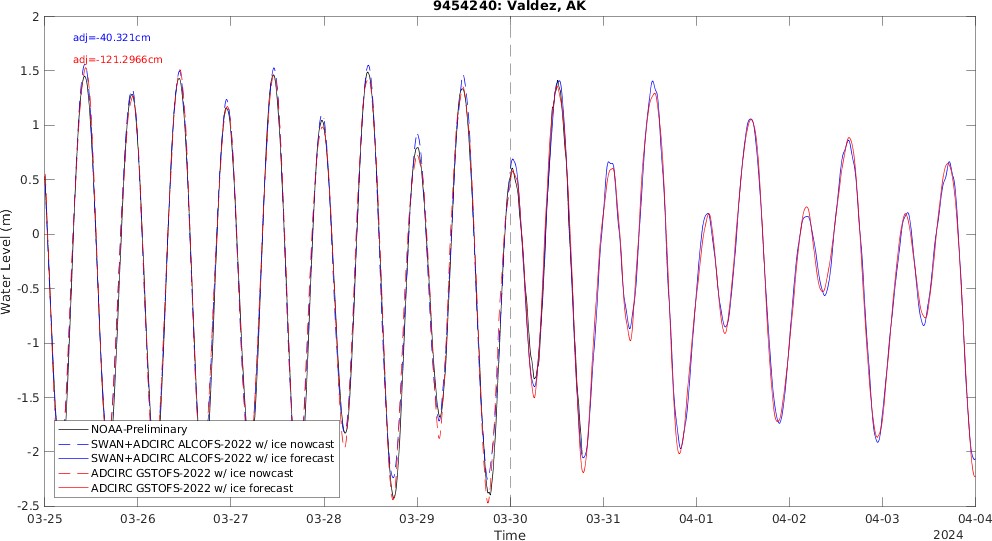 9454240: Valdez, AK
adj=-40.321cm
adj=-121.2966cm
2
1.5
1
0.5
0
-0.5
-1
-1.5
-2
-2.5
Water Level (m)
NOAA-Preliminary
SWAN+ADCIRC ALCOFS-2022 w/ ice nowcast
SWAN+ADCIRC ALCOFS-2022 w/ ice forecast
ADCIRC GSTOFS-2022 w/ ice nowcast
ADCIRC GSTOFS-2022 w/ ice forecast
03-25 03-26 03-27 03-28 03-29 03-30 03-31 04-01 04-02 04-03 04-04
Time
2024